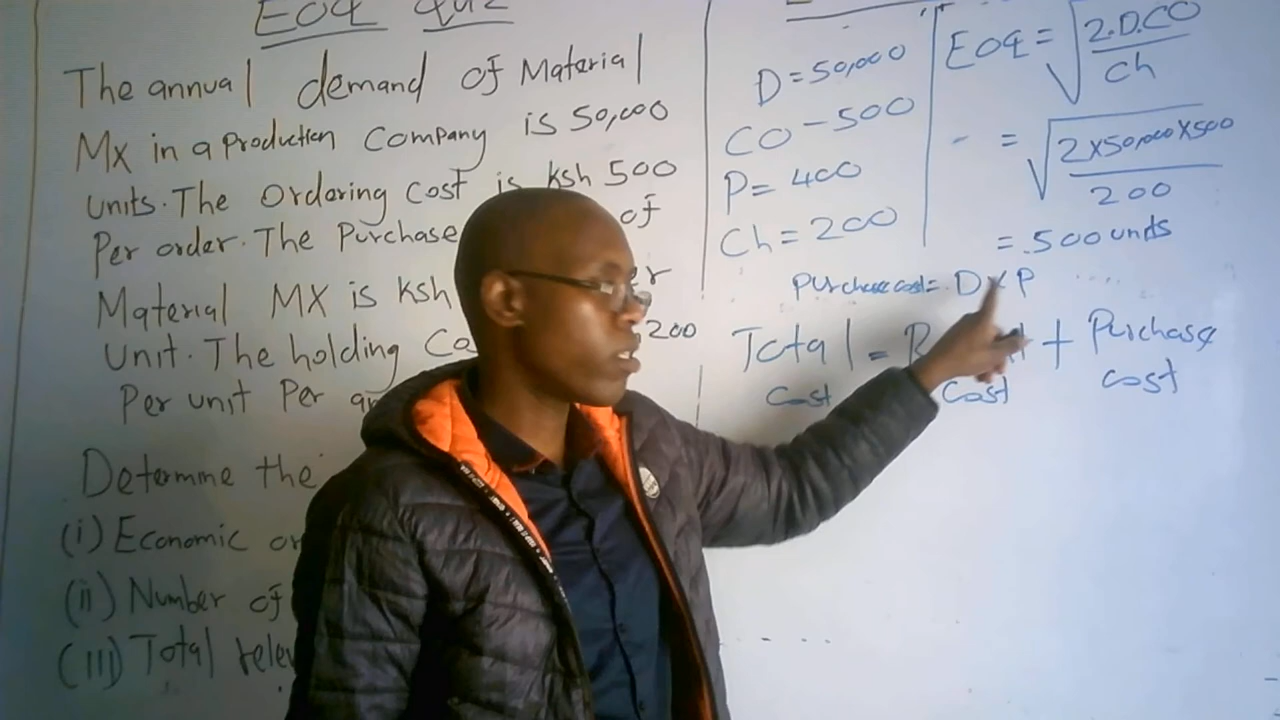 EOQ Quiz
The annual demand of Material
Mx in a Production Company is 50,000
units. The Ordering Cost is ksh 500
Per order. The Purchase of
Material MX is ksh
Unit. The holding 200
Per unit Per
Determine the
(i) Economic
(ii) Number of
(iii) Total
D = 50,000
CO - 500
P = 400
Ch = 200
EOQ = √2.D.CO/Ch
= √2x50,000x500/200
= 500 units
Purchase cost = D x P
Total = + Purchase
cost cost cost